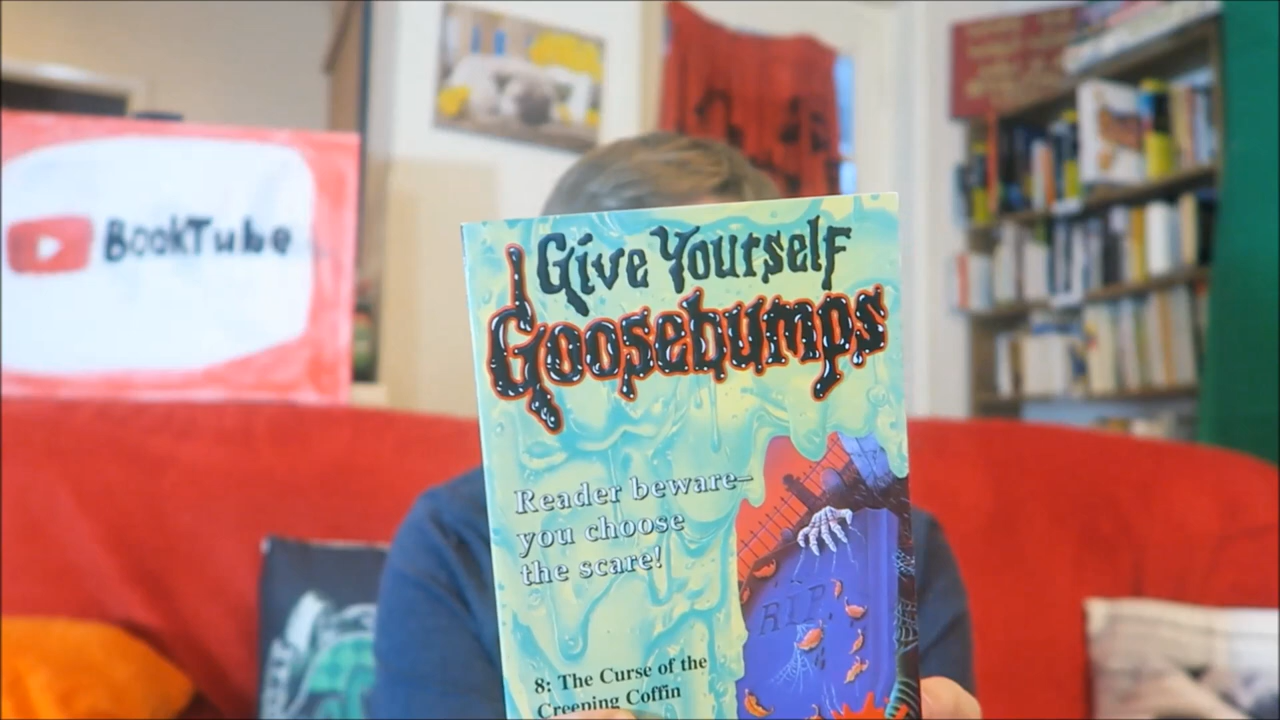 BookTube
Give Yourself
Goosebumps
Reader beware–
you choose
the scare!
R.I.P.
8: The Curse of the
Creeping Coffin